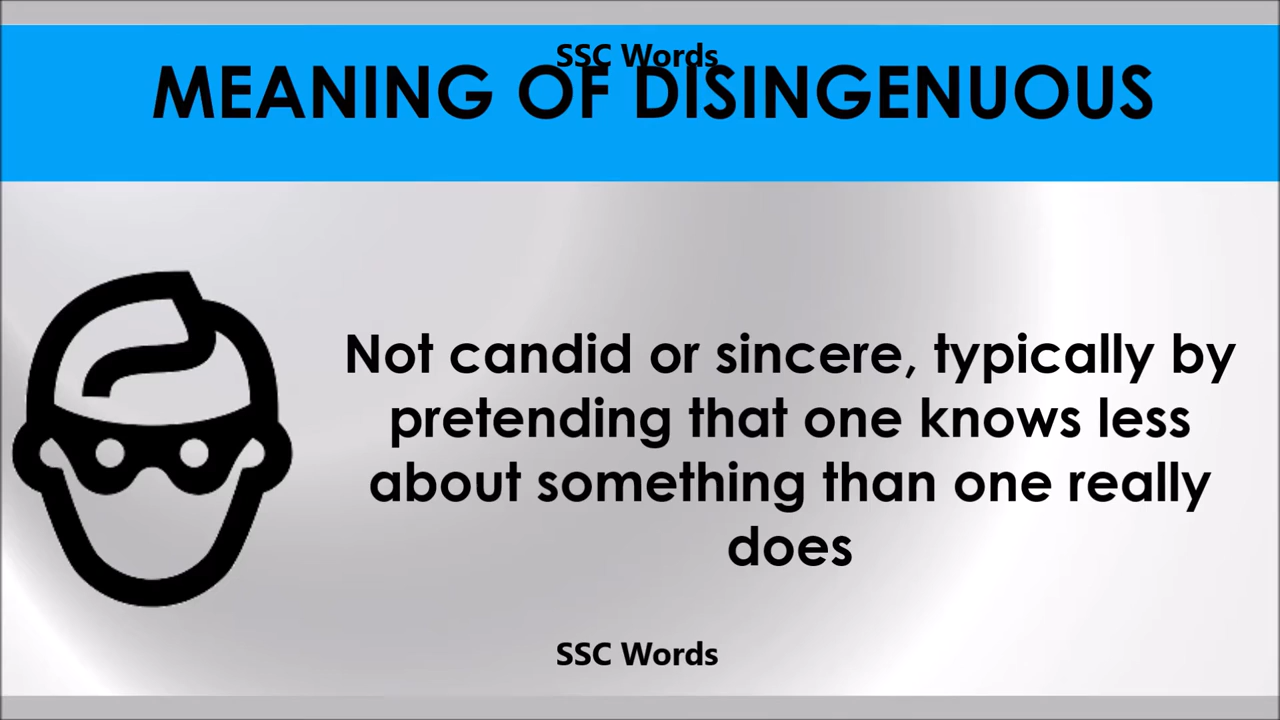 SSC Words
MEANING OF DISINGENUOUS
Not candid or sincere, typically by
pretending that one knows less
about something than one really
does
SSC Words